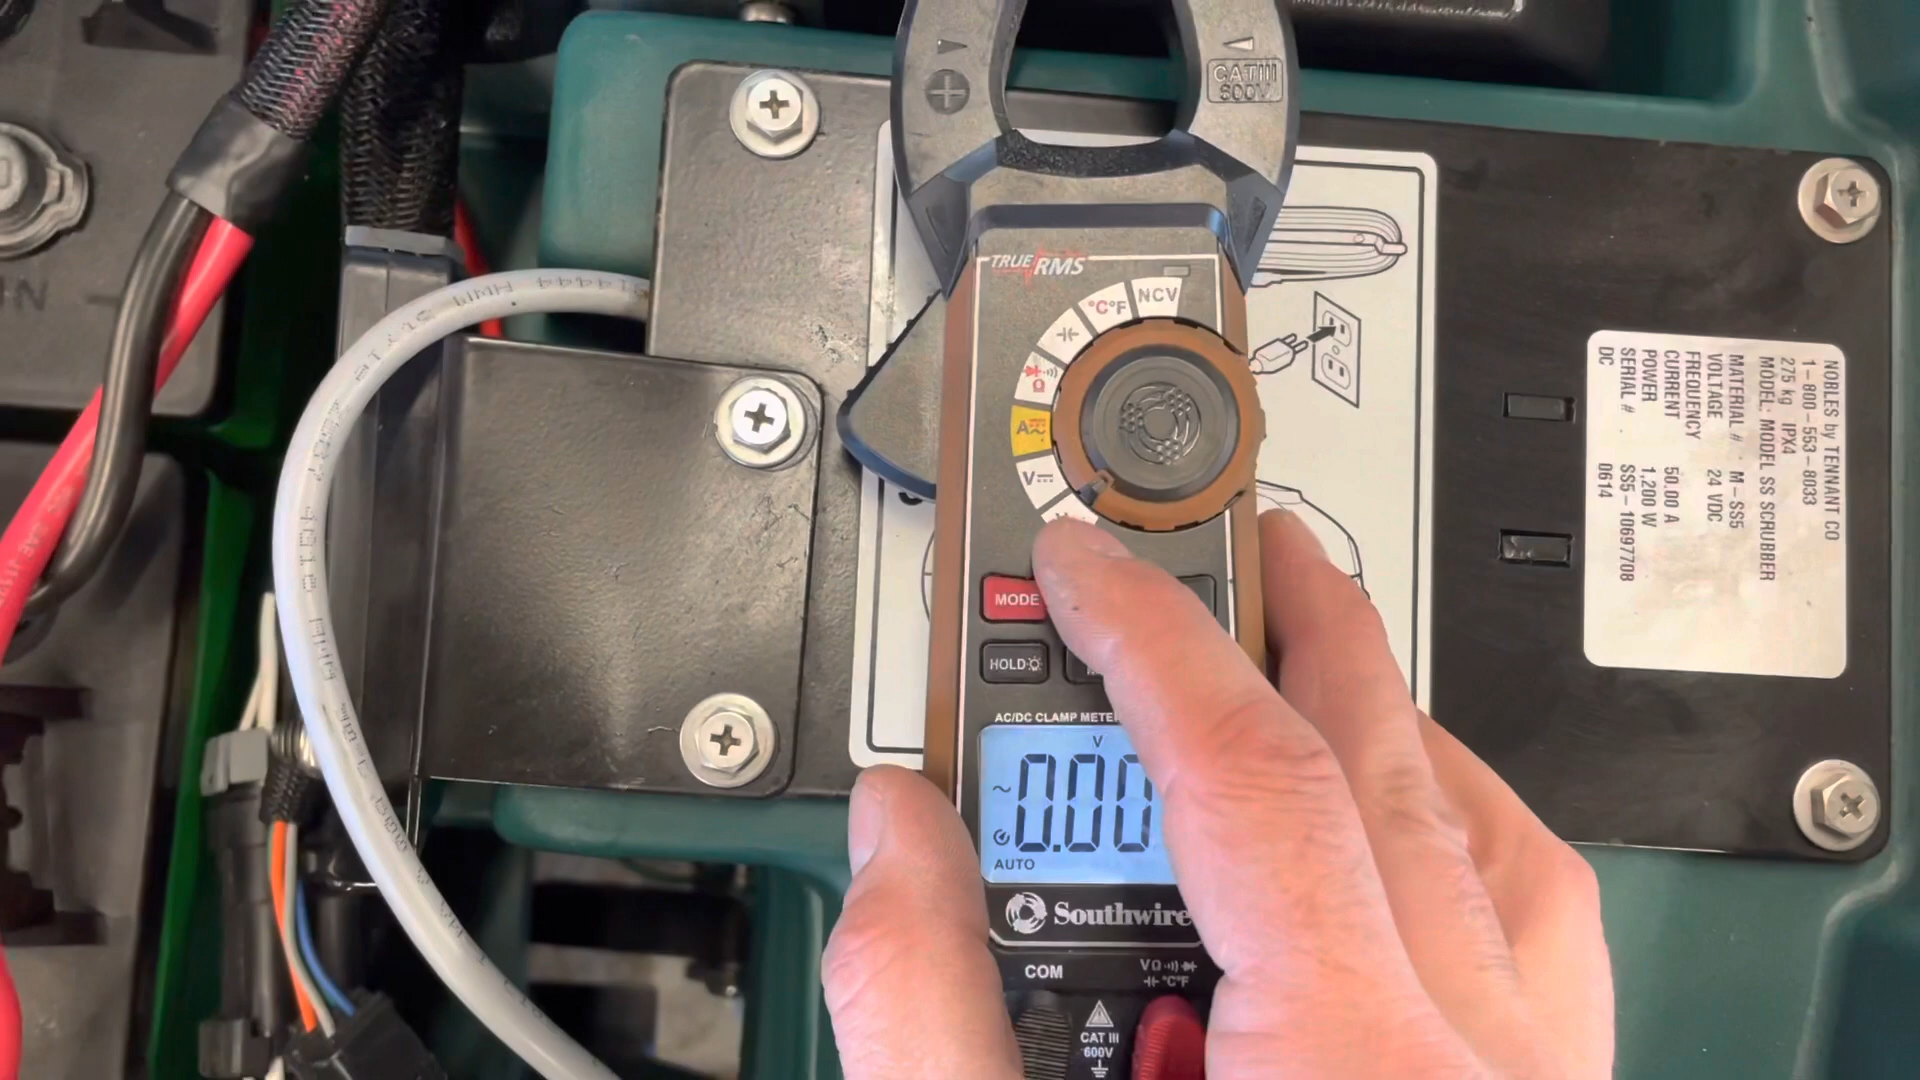 CAT III
600V
TRUE RMS
NCV
°C°F
Ω
A
V
MODE
HOLD
AC/DC CLAMP METER
V
~
0.00
AUTO
Southwire
COM
VΩ
°C°F
CAT III
600V
NOBLES by TENNANT CO
1-800-553-8033
275 kg IPX4
MODEL: MODEL SS SCRUBBER
MATERIAL # M-SS5
VOLTAGE 24 VDC
FREQUENCY
CURRENT 50.00 A
POWER 1,200 W
SERIAL # SS5-10697708
DC 0614